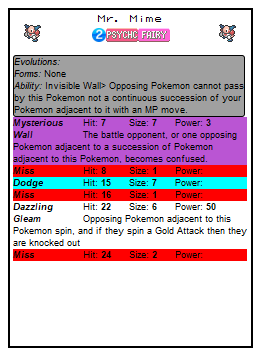 Mr. Mime
2 PSYCHC FAIRY
Evolutions:
Forms: None
Ability: Invisible Wall> Opposing Pokemon cannot pass
by this Pokemon not a continuous succession of your
Pokemon adjacent to it with an MP move.
Mysterious Hit: 7 Size: 7 Power: 3
Wall The battle opponent, or one opposing
Pokemon adjacent to a succession of Pokemon
adjacent to this Pokemon, becomes confused.
Miss Hit: 8 Size: 1 Power:
Dodge Hit: 15 Size: 7 Power:
Miss Hit: 16 Size: 1 Power:
Dazzling Hit: 22 Size: 6 Power: 50
Gleam Opposing Pokemon adjacent to this
Pokemon spin, and if they spin a Gold Attack then they
are knocked out
Miss Hit: 24 Size: 2 Power: